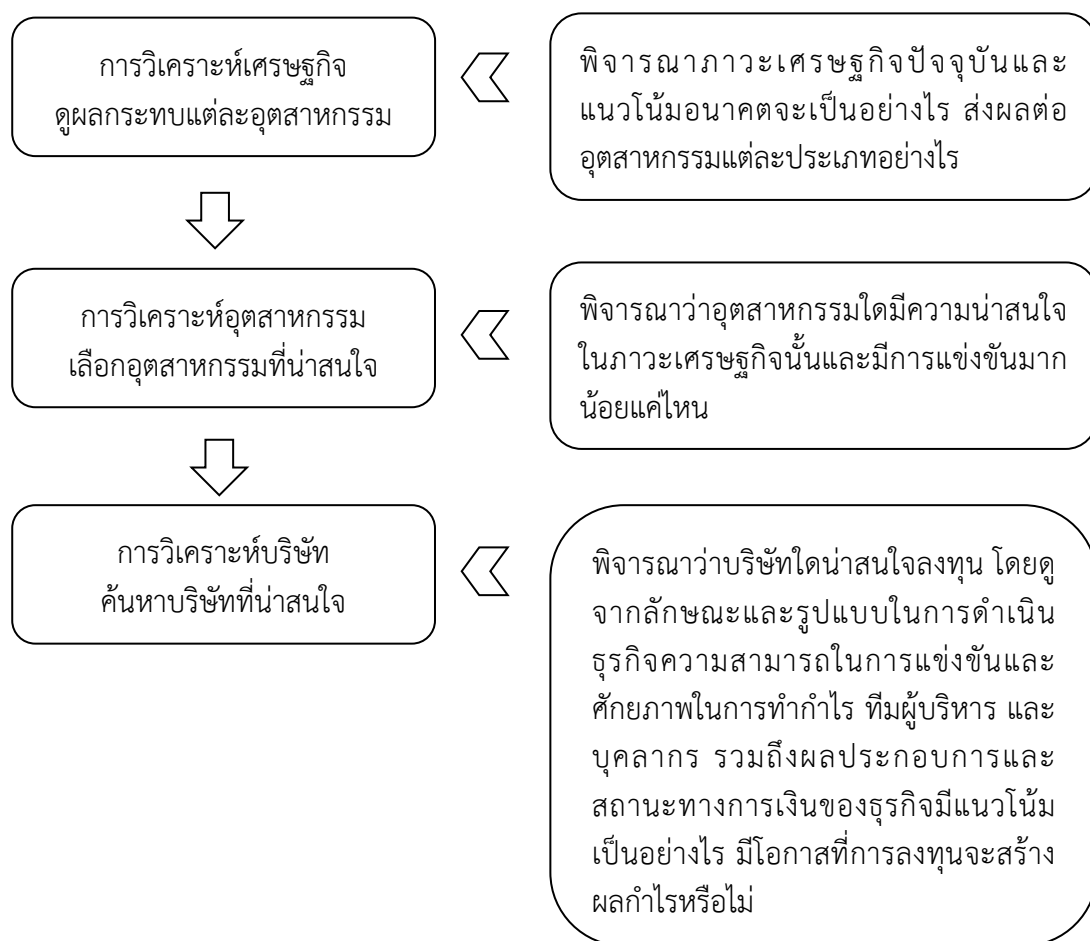 การวิเคราะห์เศรษฐกิจ
ดูผลกระทบแต่ละอุตสาหกรรม
พิจารณาภาวะเศรษฐกิจปัจจุบันและ
แนวโน้มอนาคตจะเป็นอย่างไร ส่งผลต่อ
อุตสาหกรรมแต่ละประเภทอย่างไร
การวิเคราะห์อุตสาหกรรม
เลือกอุตสาหกรรมที่น่าสนใจ
พิจารณาว่าอุตสาหกรรมใดมีความน่าสนใจ
ในภาวะเศรษฐกิจนั้นและมีการแข่งขันมาก
น้อยแค่ไหน
การวิเคราะห์บริษัท
ค้นหาบริษัทที่น่าสนใจ
พิจารณาว่าบริษัทใดน่าสนใจลงทุน โดยดู
จากลักษณะและรูปแบบในการดำเนิน
ธุรกิจความสามารถในการแข่งขันและ
ศักยภาพในการทำกำไร ทีมผู้บริหาร และ
บุคลากร รวมถึงผลประกอบการและ
สถานะทางการเงินของธุรกิจมีแนวโน้ม
เป็นอย่างไร มีโอกาสที่การลงทุนจะสร้าง
ผลกำไรหรือไม่